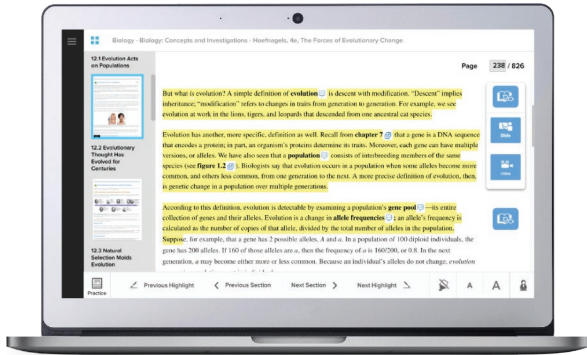 Biology - Biology: Concepts and Investigations - Hoefnagels, 4e, The Forces of Evolutionary Change
12.1 Evolution Acts
on Populations
12.2 Evolutionary
Thought Has
Evolved for
Centuries
12.3 Natural
Selection Molds
Evolution
Page 238 / 826
But what is evolution? A simple definition of evolution is descent with modification. "Descent" implies
inheritance; "modification" refers to changes in traits from generation to generation. For example, we see
evolution at work in the lions, tigers, and leopards that descended from one ancestral cat species.
Evolution has another, more specific, definition as well. Recall from chapter 7 that a gene is a DNA sequence
that encodes a protein; in part, an organism's proteins determine its traits. Moreover, each gene can have multiple
versions, or alleles. We have also seen that a population consists of interbreeding members of the same
species (see figure 1.2). Biologists say that evolution occurs in a population when some alleles become more
common, and others less common, from one generation to the next. A more precise definition of evolution, then,
is genetic change in a population over multiple generations.
According to this definition, evolution is detectable by examining a population's gene pool—its entire
collection of genes and their alleles. Evolution is a change in allele frequencies; an allele's frequency is
calculated as the number of copies of that allele, divided by the total number of alleles in the population.
Suppose, for example, that a gene has 2 possible alleles, A and a. In a population of 100 diploid individuals, the
gene has 200 alleles. If 160 of those alleles are a, then the frequency of a is 160/200, or 0.8. In the next
generation, a may become either more or less common. Because an individual's alleles do not change, evolution
Slide
Practice
Previous Highlight
Previous Section
Next Section
Next Highlight
A
A